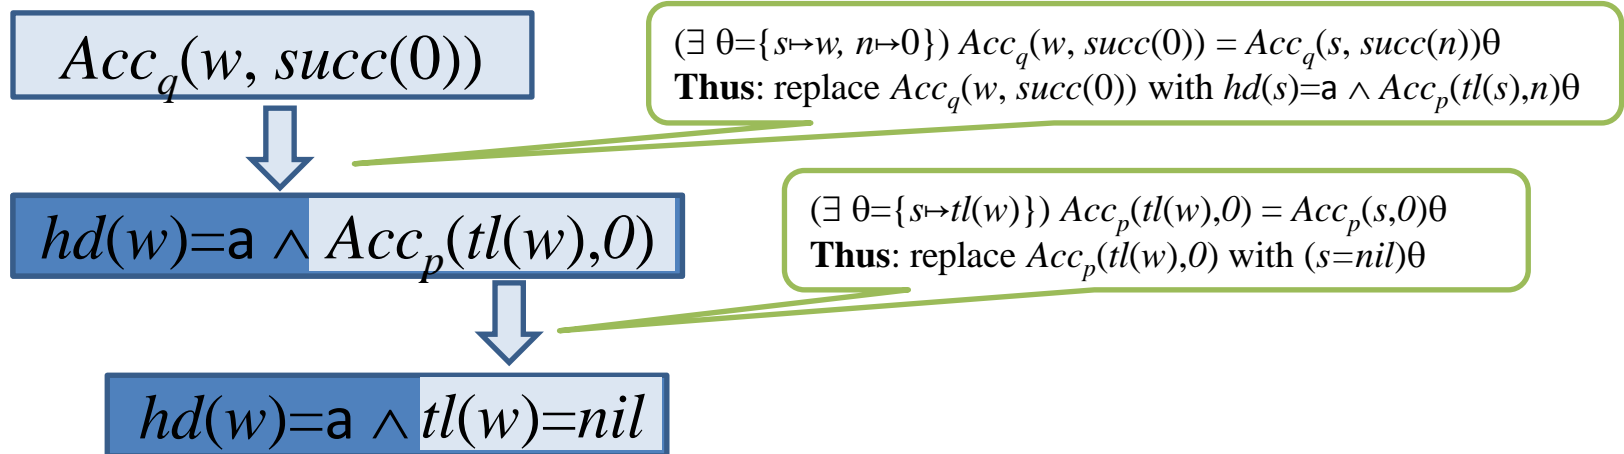 Acc_q(w, succ(0))
(∃ θ={s↦w, n↦0}) Acc_q(w, succ(0)) = Acc_q(s, succ(n))θ
Thus: replace Acc_q(w, succ(0)) with hd(s)=a ∧ Acc_p(tl(s),n)θ
hd(w)=a ∧ Acc_p(tl(w),0)
(∃ θ={s↦tl(w)}) Acc_p(tl(w),0) = Acc_p(s,0)θ
Thus: replace Acc_p(tl(w),0) with (s=nil)θ
hd(w)=a ∧ tl(w)=nil